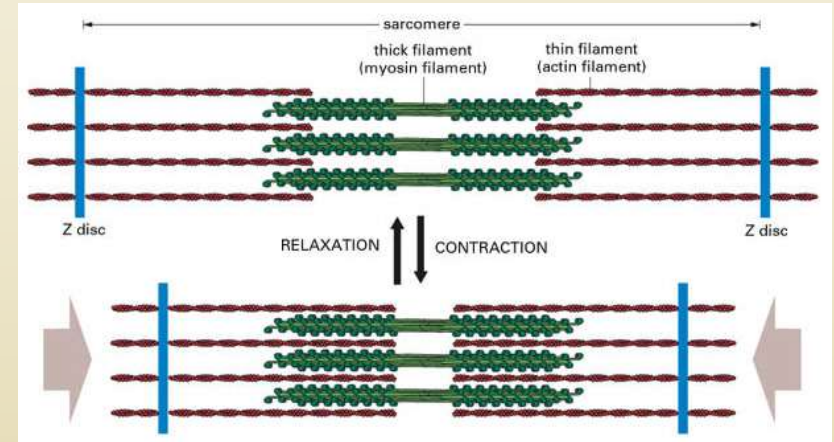 sarcomere
thick filament
(myosin filament)
thin filament
(actin filament)
Z disc
Z disc
RELAXATION
CONTRACTION